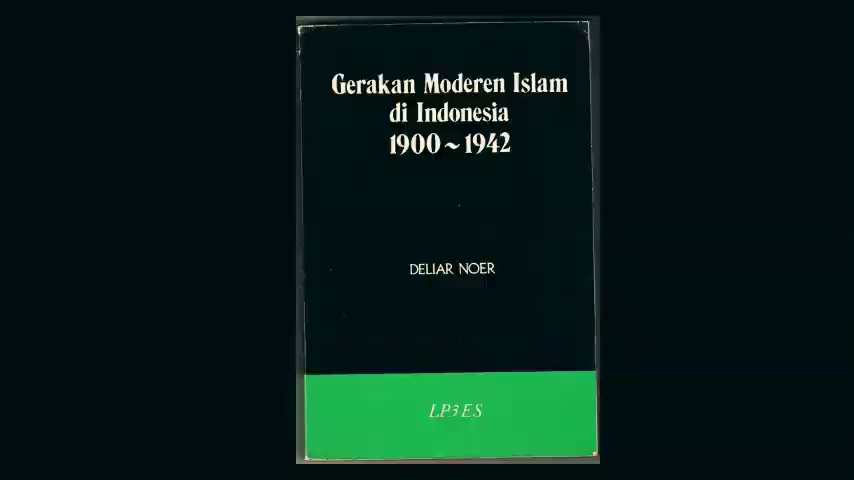 Gerakan Moderen Islam
di Indonesia
1900~1942
DELIAR NOER
LP3ES